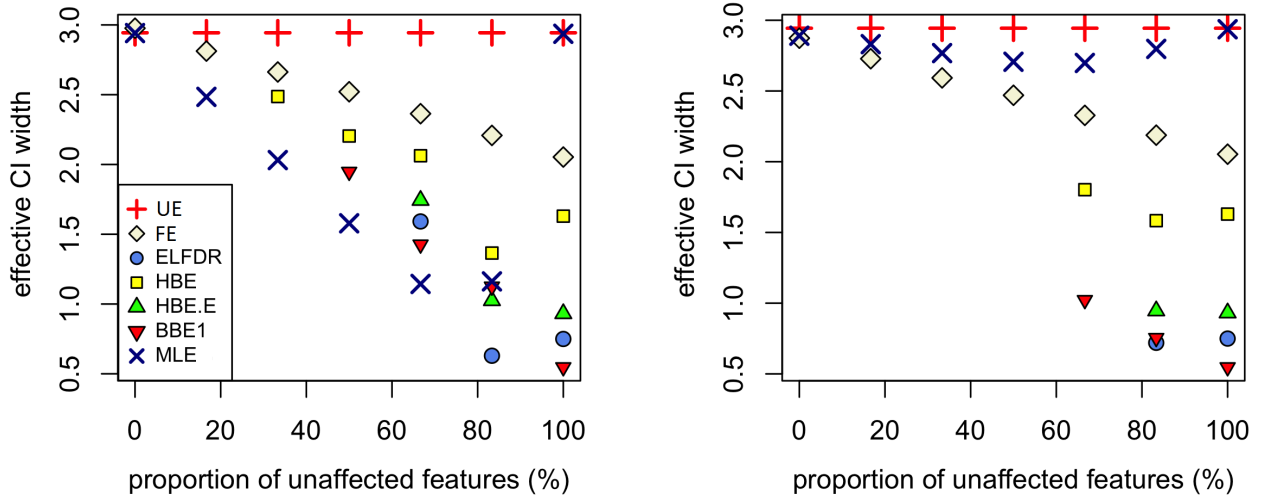 effective CI width
3.0
2.5
2.0
1.5
1.0
0.5
UE
FE
ELFDR
HBE
HBE.E
BBE1
MLE
0 20 40 60 80 100
proportion of unaffected features (%)
effective CI width
3.0
2.5
2.0
1.5
1.0
0.5
0 20 40 60 80 100
proportion of unaffected features (%)